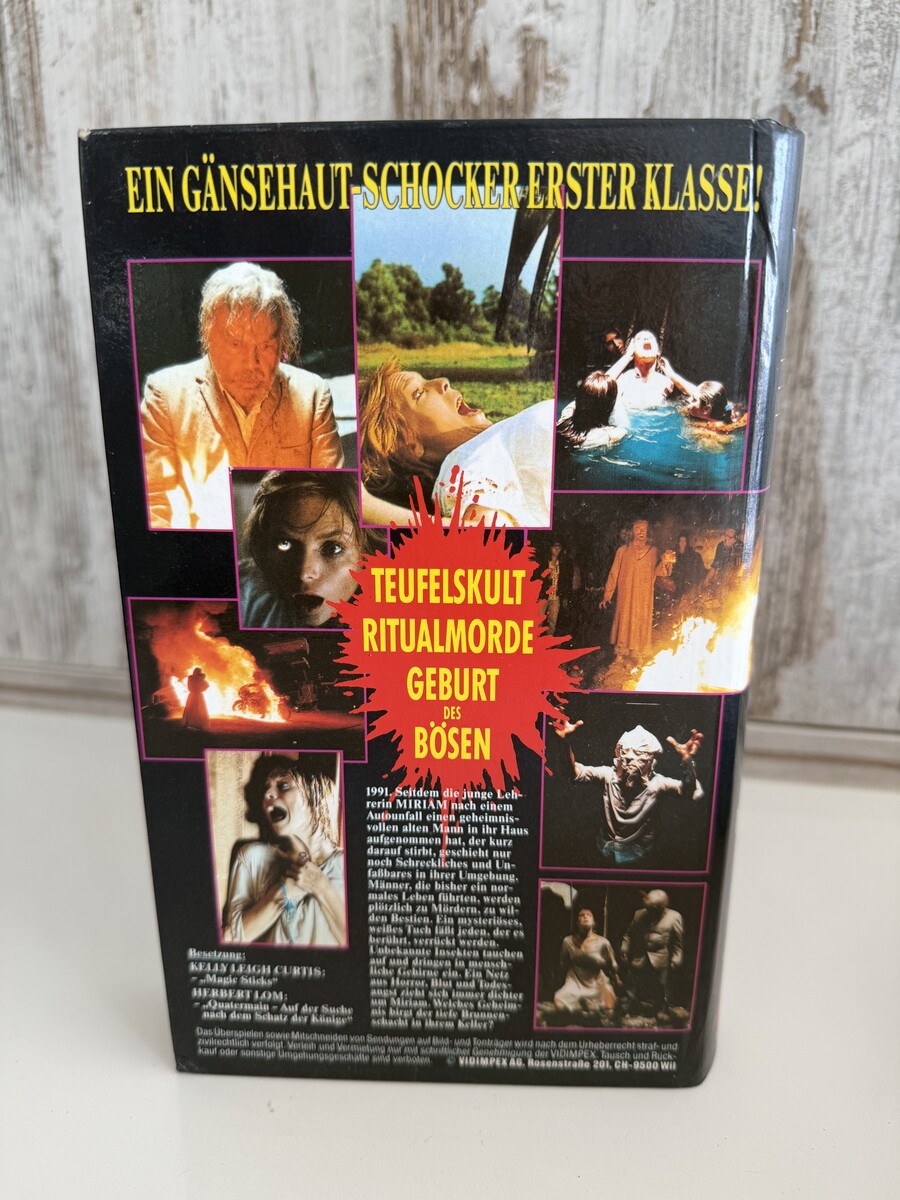 EIN GÄNSEHAUT-SCHOCKER ERSTER KLASSE!
TEUFELSKULT
RITUALMORDE
GEBURT
DES
BÖSEN
1991. Seitdem die junge Leh-
rerin MIRIAM nach einem
Autounfall einen geheimnis-
vollen alten Mann in ihr Haus
aufgenommen hat, der kurz
darauf stirbt, geschieht nur
noch Schreckliches und Un-
faßbares in ihrer Umgebung.
Männer, die bisher ein nor-
males Leben führten, werden
plötzlich zu Mördern, zu wil-
den Bestien. Ein mysteriöses,
weißes Tuch läßt jeden, der es
berührt, verrückt werden.
Unbekannte Insekten tauchen
auf und dringen in mensch-
liche Gehirne ein. Ein Netz
aus Horror, Blut und Todes-
angst zieht sich immer dichter
um Miriam. Welches Geheim-
nis birgt der tiefe Brunnen-
schacht in ihrem Keller?
Besetzung:
KELLY LEIGH CURTIS:
– „Magic Sticks“
HERBERT LOM:
– „Quatermain – Auf der Suche
nach dem Schatz der Könige“
Das Überspielen sowie Mitschneiden von Sendungen auf Bild- und Tonträger wird nach dem Urheberrecht straf- und
zivilrechtlich verfolgt. Verleih und Vermietung nur mit schriftlicher Genehmigung der VIDIMPEX. Tausch und Rück-
kauf oder sonstige Umgehungsgeschäfte sind verboten. © VIDIMPEX AG, Rosenstraße 201, CH-9500 Wil